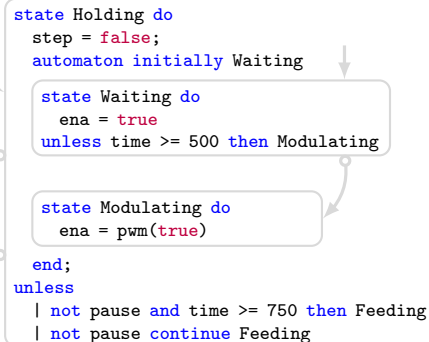 state Holding do
step = false;
automaton initially Waiting
state Waiting do
ena = true
unless time >= 500 then Modulating
state Modulating do
ena = pwm(true)
end;
unless
| not pause and time >= 750 then Feeding
| not pause continue Feeding